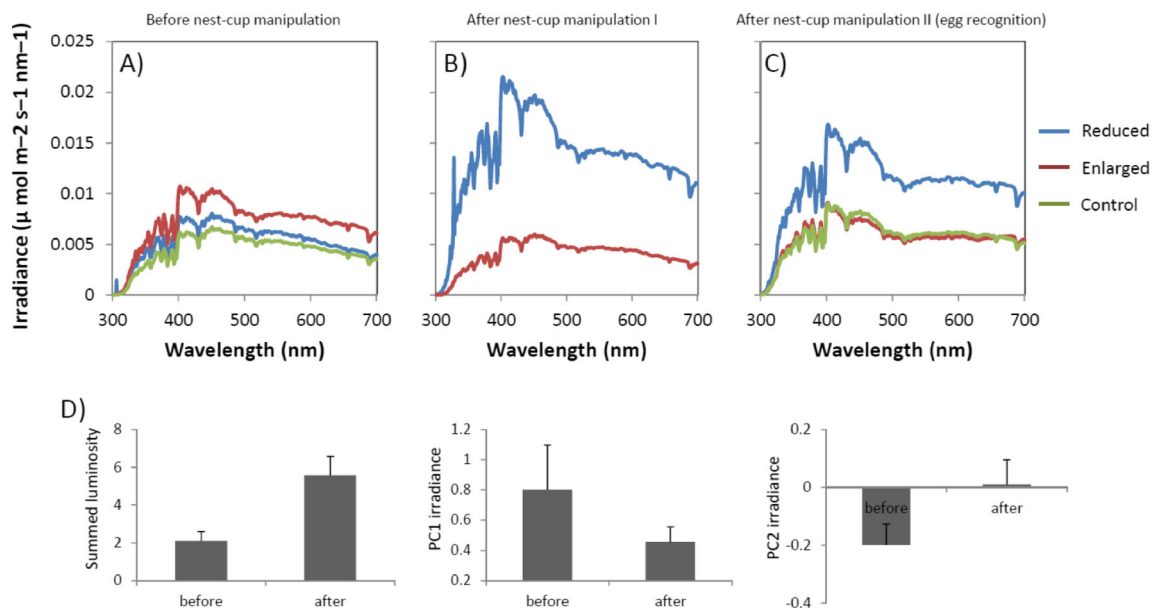 Before nest-cup manipulation
After nest-cup manipulation I
After nest-cup manipulation II (egg recognition)
Irradiance (μ mol m–2 s–1 nm–1)
0.025
0.02
0.015
0.01
0.005
0
A)
B)
C)
Reduced
Enlarged
Control
300 400 500 600 700
300 400 500 600 700
300 400 500 600 700
Wavelength (nm)
Wavelength (nm)
Wavelength (nm)
D)
Summed luminosity
8
6
4
2
0
before after
PC1 irradiance
1.2
1
0.8
0.6
0.4
0.2
before after
PC2 irradiance
0.2
0
-0.2
-0.4
before after